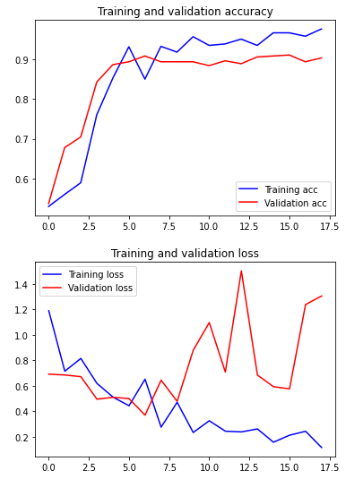 Training and validation accuracy
0.9
0.8
0.7
0.6
Training acc
Validation acc
0.0 2.5 5.0 7.5 10.0 12.5 15.0 17.5
Training and validation loss
Training loss
Validation loss
1.4
1.2
1.0
0.8
0.6
0.4
0.2
0.0 2.5 5.0 7.5 10.0 12.5 15.0 17.5